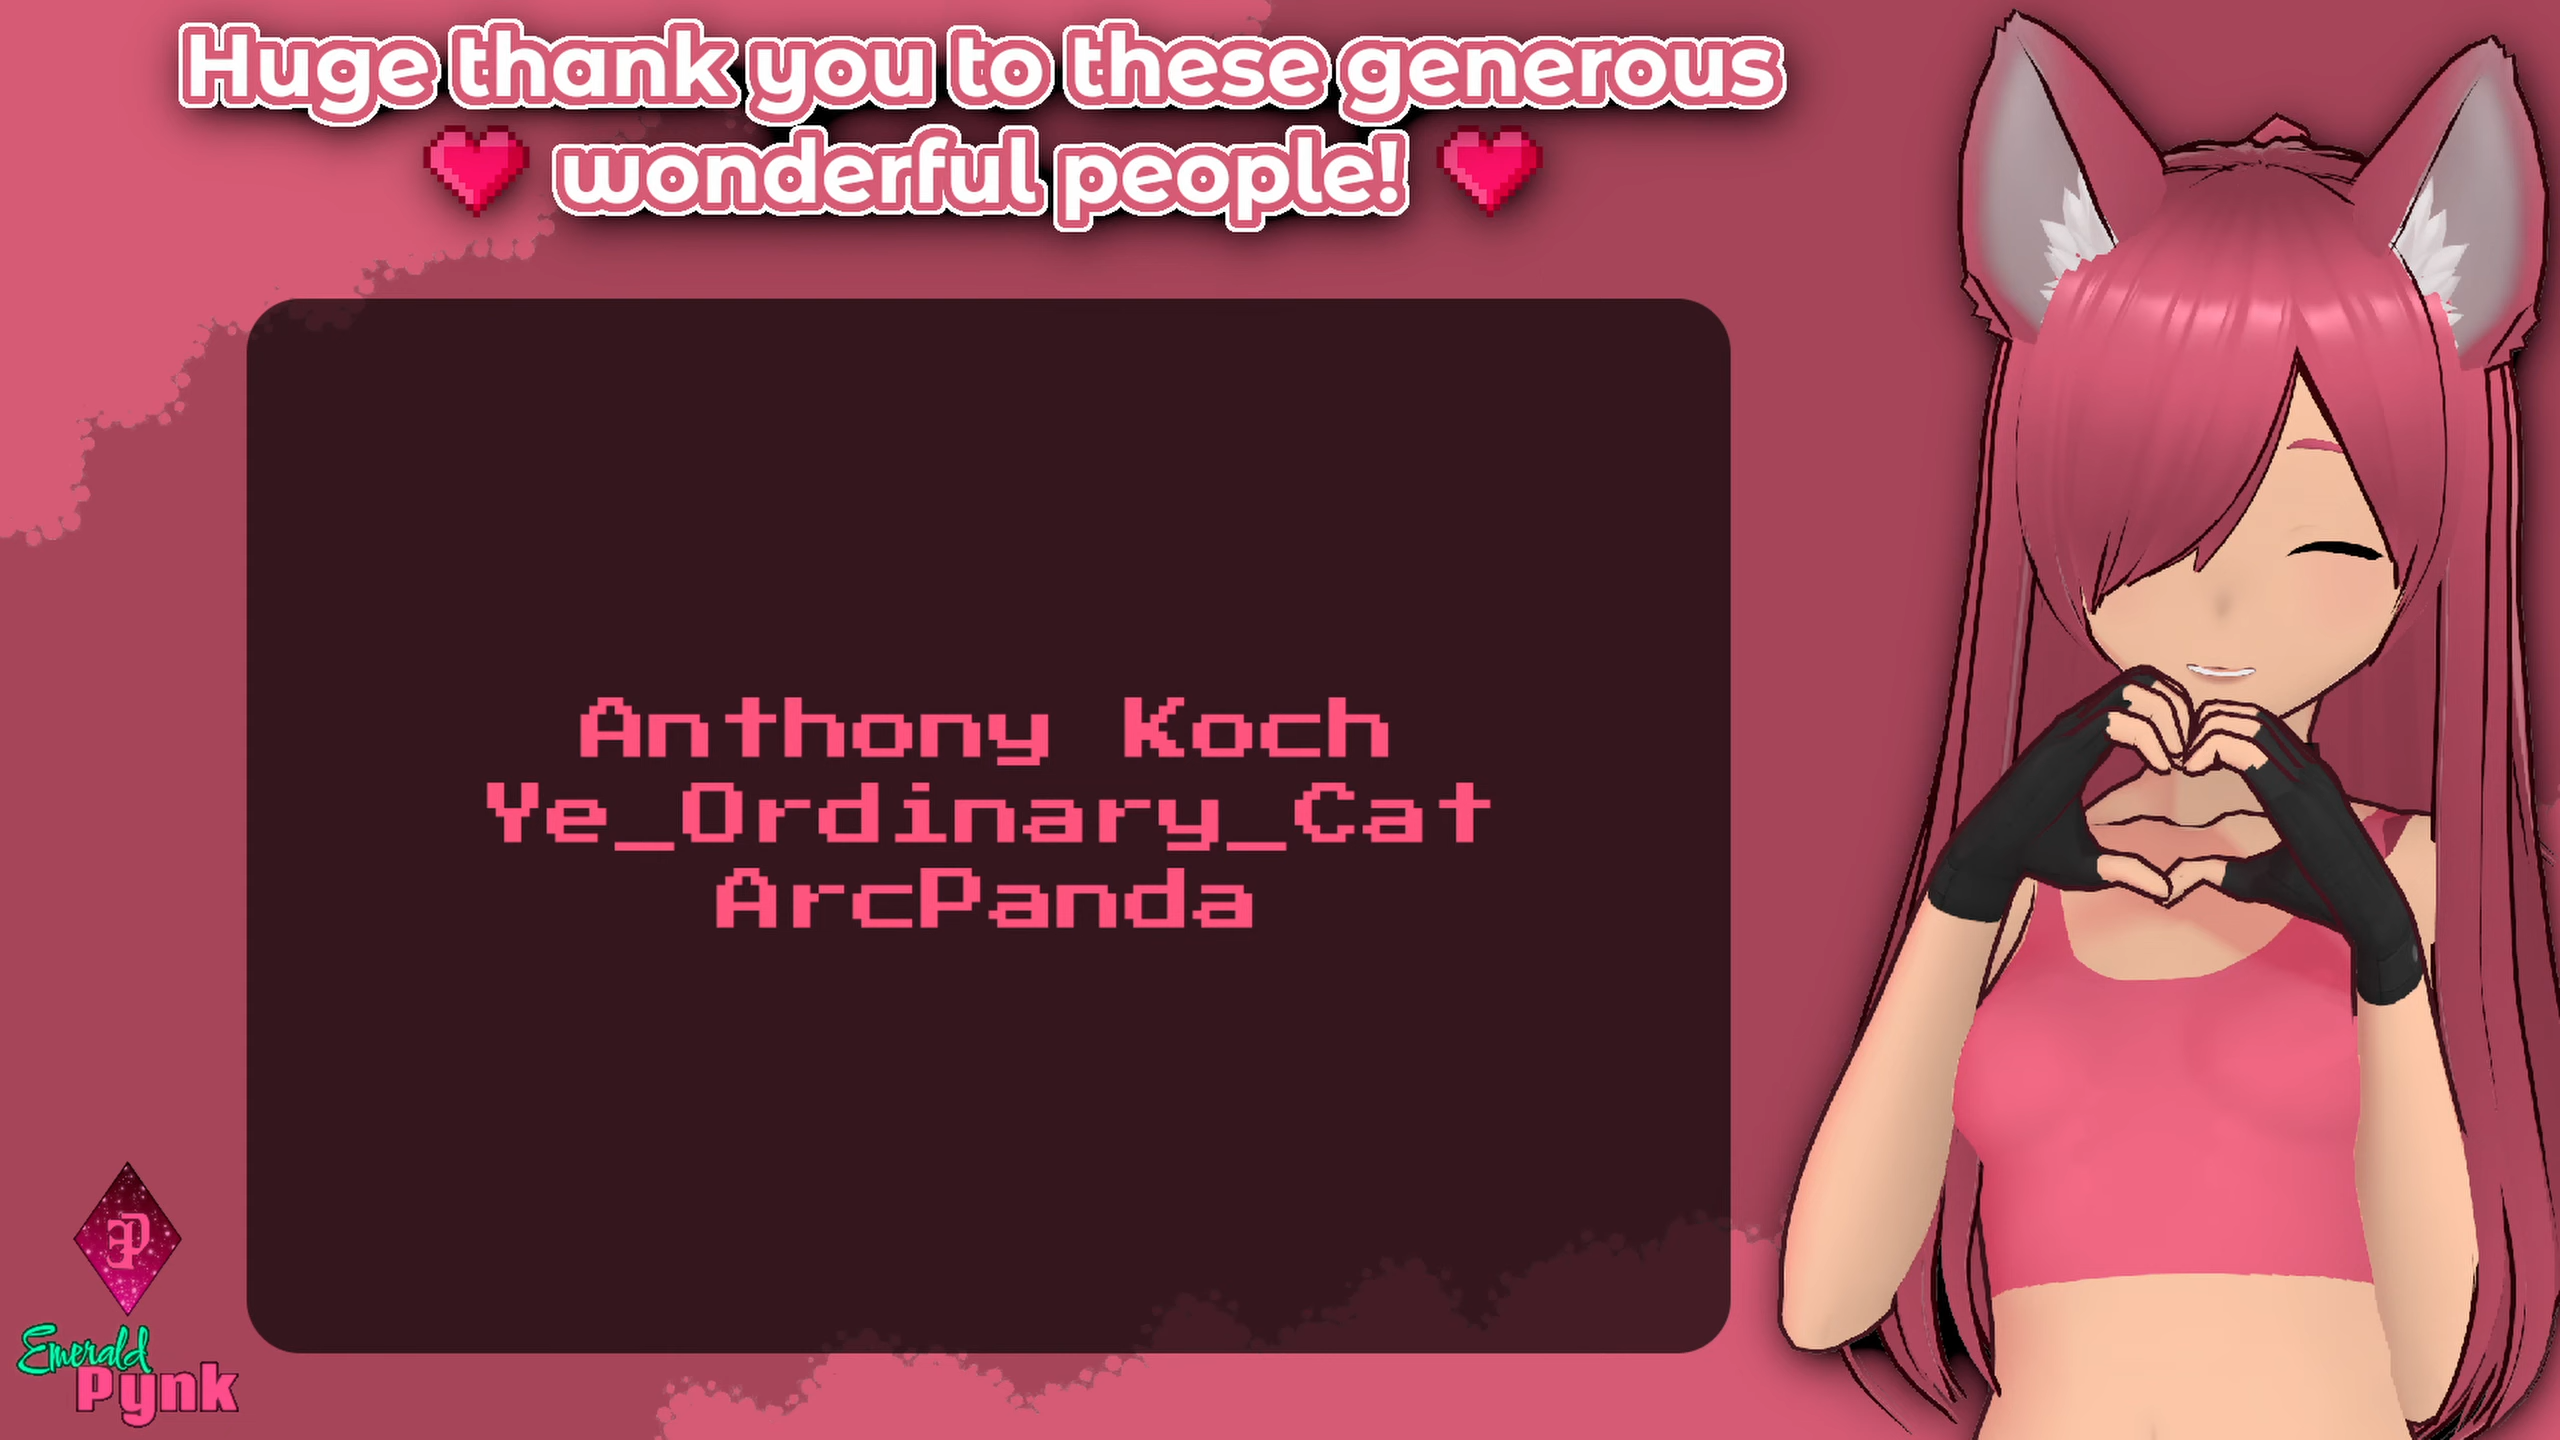 Huge thank you to these generous
wonderful people!
Anthony Koch
Ye_Ordinary_Cat
ArcPanda
Emerald
Pynk